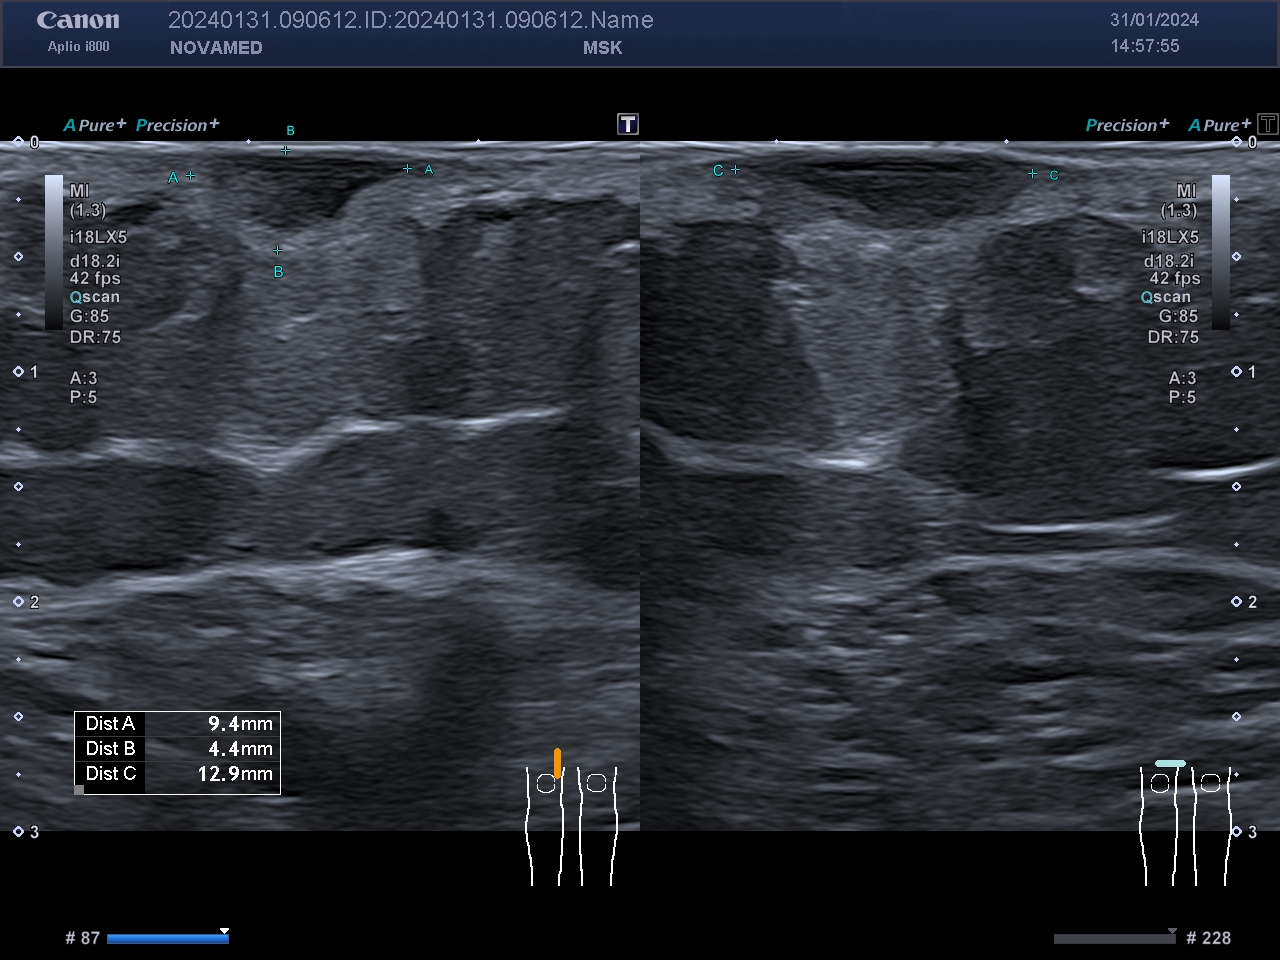 Canon
Aplio i800
20240131.090612.ID:20240131.090612.Name
NOVAMED
MSK
31/01/2024
14:57:55
A Pure+ Precision+
T
Precision+ A Pure+
T
B
A
A
B
C
C
MI
(1.3)
i18LX5
d18.2i
42 fps
Qscan
G:85
DR:75
A:3
P:5
0
1
2
3
MI
(1.3)
i18LX5
d18.2i
42 fps
Qscan
G:85
DR:75
A:3
P:5
0
1
2
3
Dist A 9.4mm
Dist B 4.4mm
Dist C 12.9mm
# 87
# 228